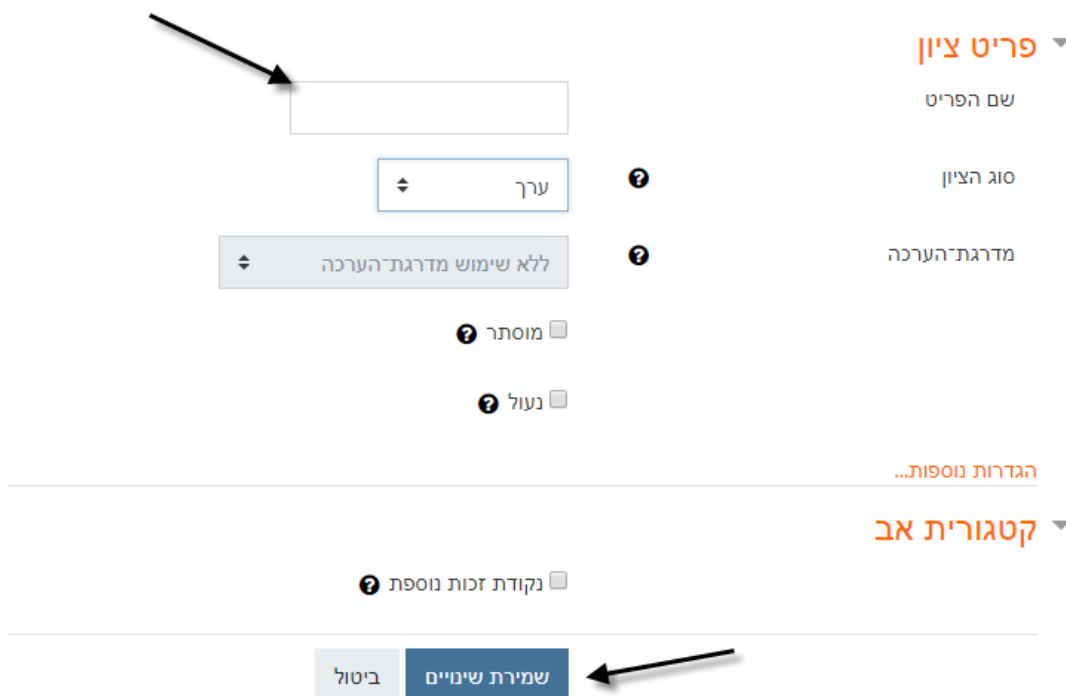 פריט ציון
שם הפריט
סוג הציון ערך
מדרגת־הערכה ללא שימוש מדרגת־הערכה
מוסתר
נעול
הגדרות נוספות...
קטגורית אב
נקודת זכות נוספת
שמירת שינויים ביטול